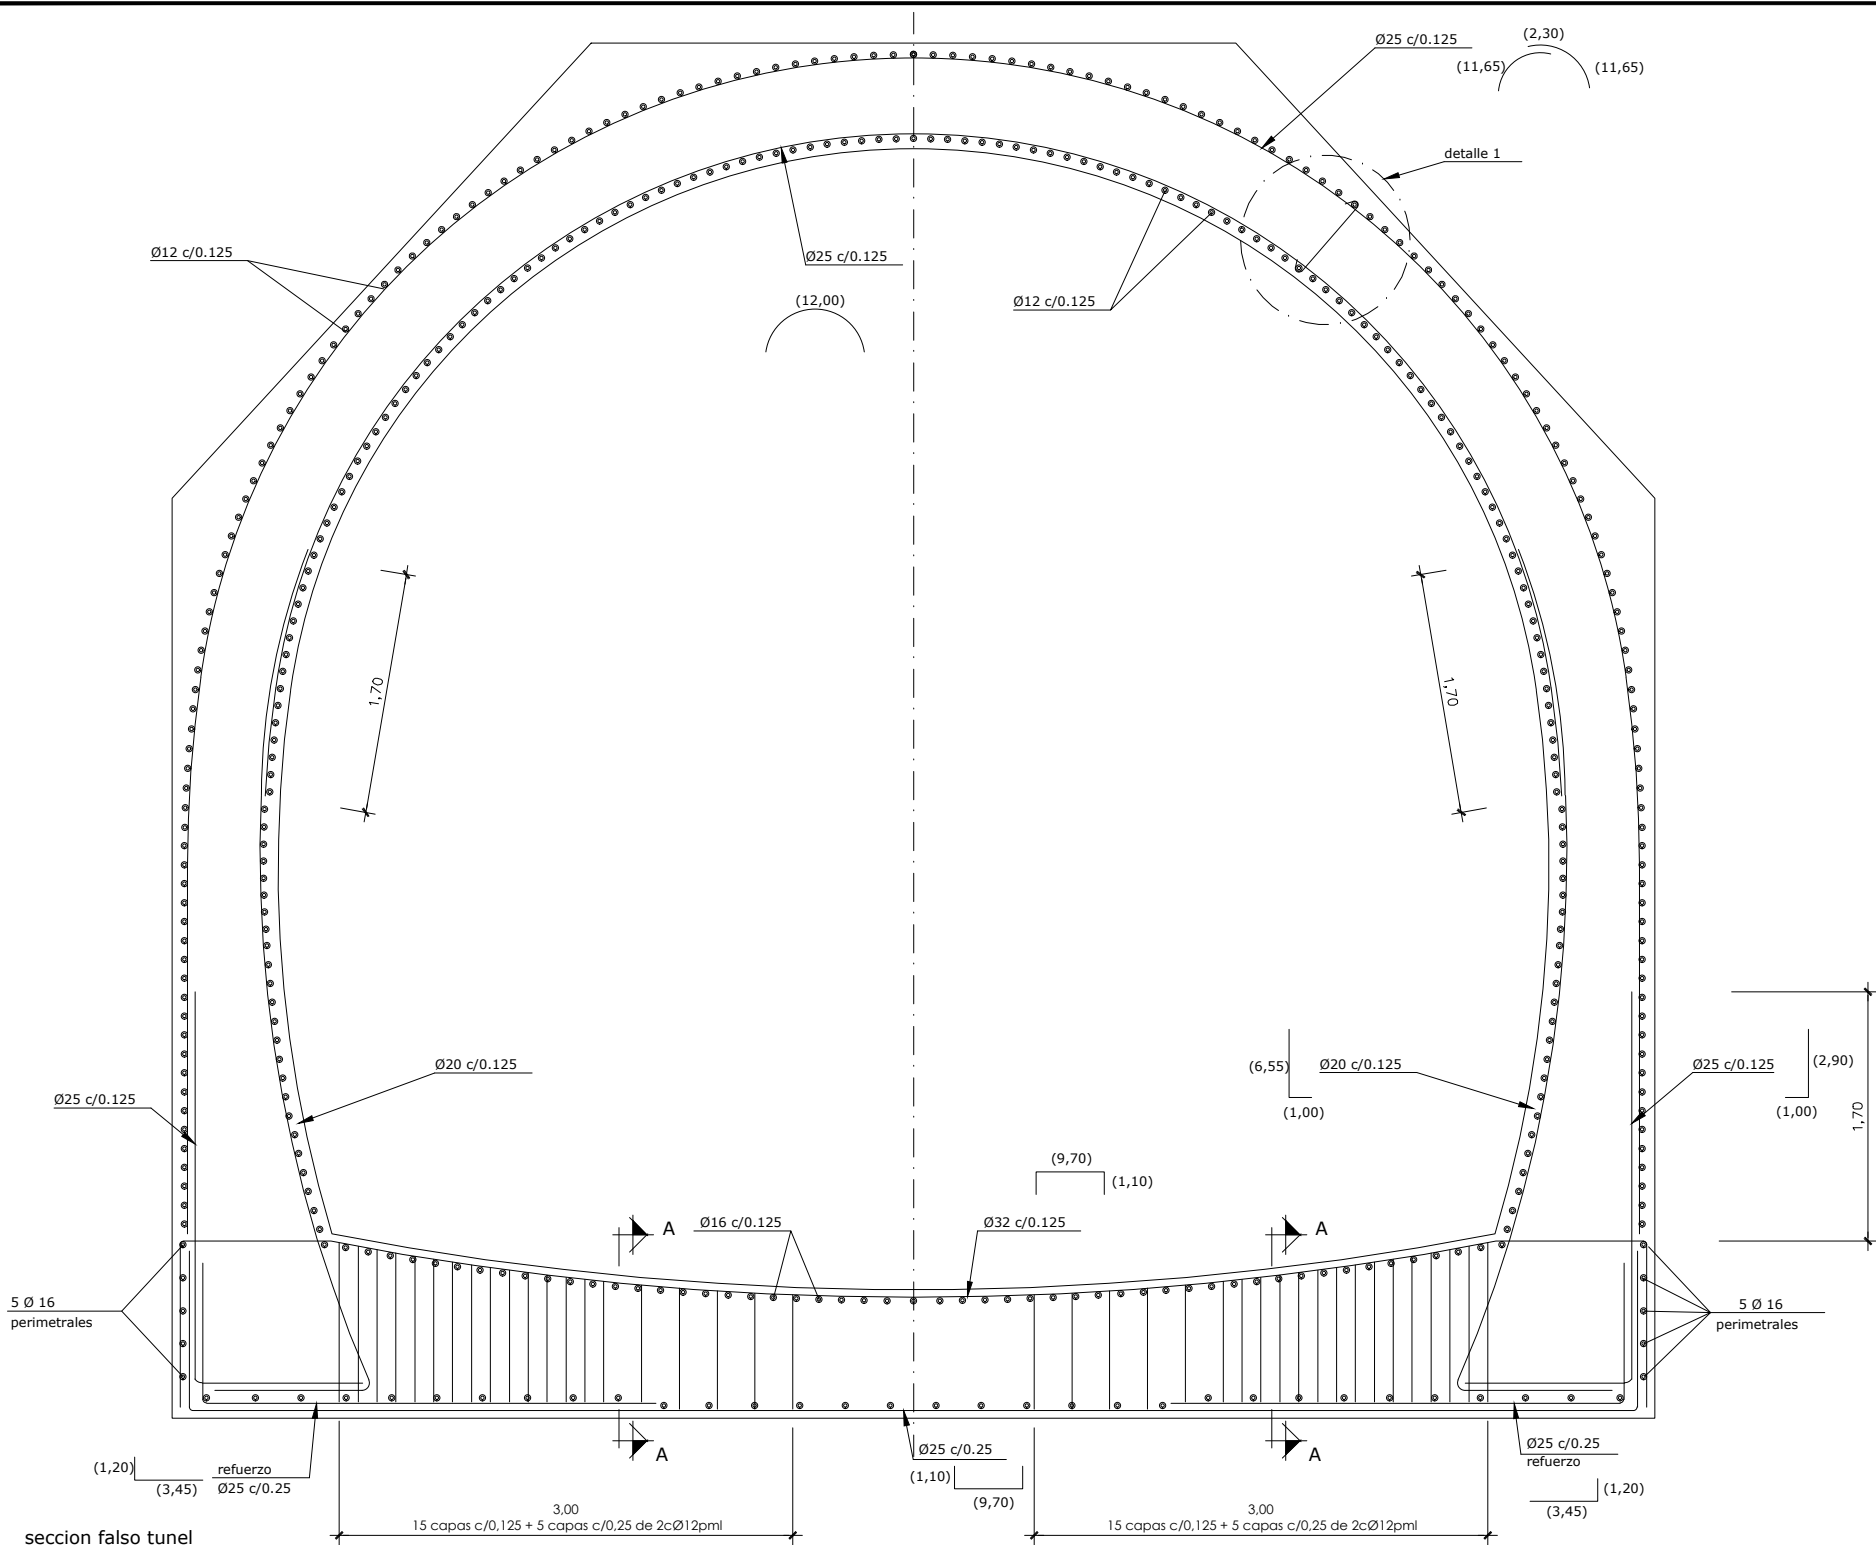 Ø25 c/0.125
(2,30)
(11,65)
(11,65)
detalle 1
Ø12 c/0.125
Ø25 c/0.125
(12,00)
Ø12 c/0.125
1,70
1,70
Ø20 c/0.125
(6,55)
(1,00)
Ø20 c/0.125
Ø25 c/0.125
(2,90)
(1,00)
1,70
Ø25 c/0.125
(9,70)
(1,10)
A
Ø16 c/0.125
Ø32 c/0.125
A
5 Ø 16
perimetrales
5 Ø 16
perimetrales
A
A
Ø25 c/0.25
(1,10)
(9,70)
Ø25 c/0.25
refuerzo
(1,20)
(3,45)
refuerzo
Ø25 c/0.25
(1,20)
(3,45)
3,00
15 capas c/0,125 + 5 capas c/0,25 de 2cØ12pml
3,00
15 capas c/0,125 + 5 capas c/0,25 de 2cØ12pml
seccion falso tunel